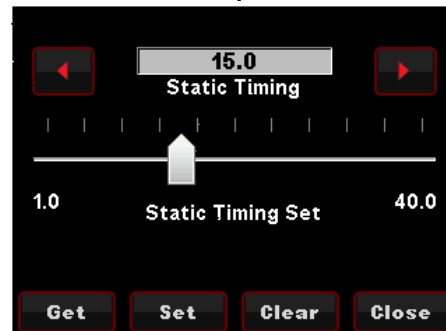 15.0
Static Timing
1.0 40.0
Static Timing Set
Get Set Clear Close